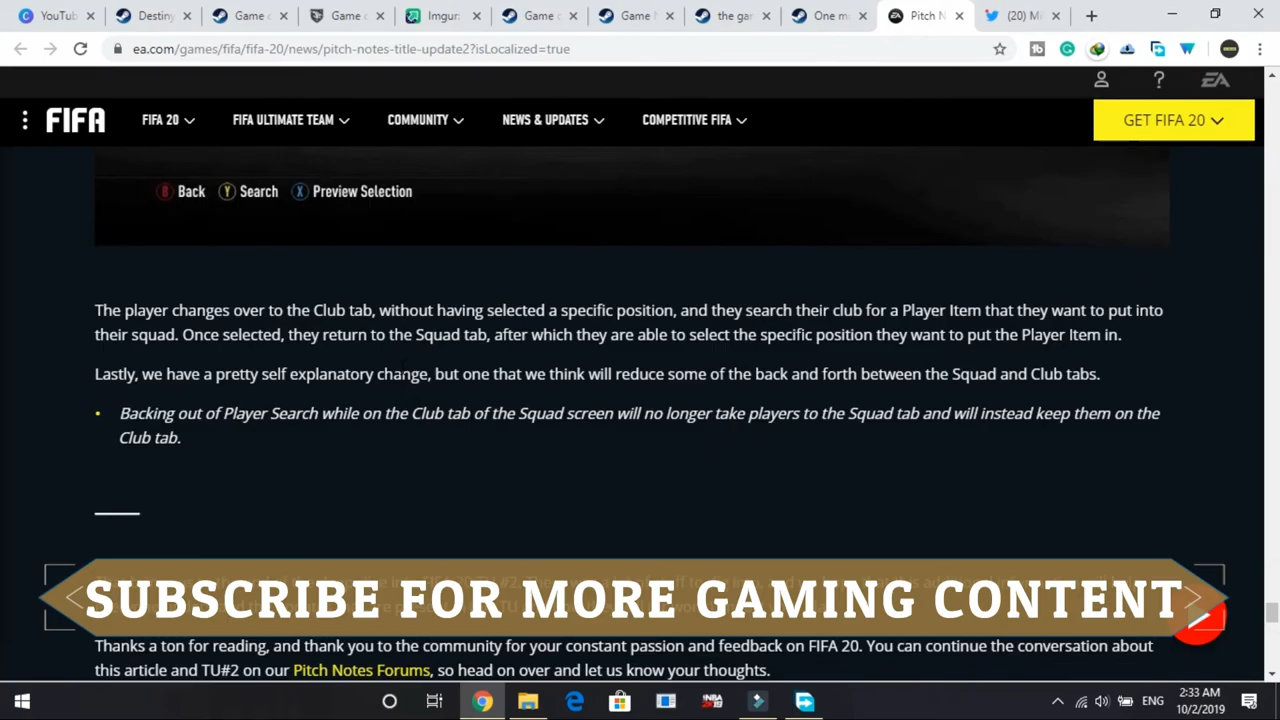 YouTub
Destiny
Game c
Game c
Imgur:
Game c
Game N
the gar
One m
Pitch N
(20) Mi
ea.com/games/fifa/fifa-20/news/pitch-notes-title-update2?isLocalized=true
EA
FIFA
FIFA 20
FIFA ULTIMATE TEAM
COMMUNITY
NEWS & UPDATES
COMPETITIVE FIFA
GET FIFA 20
B Back Y Search X Preview Selection
The player changes over to the Club tab, without having selected a specific position, and they search their club for a Player Item that they want to put into
their squad. Once selected, they return to the Squad tab, after which they are able to select the specific position they want to put the Player Item in.
Lastly, we have a pretty self explanatory change, but one that we think will reduce some of the back and forth between the Squad and Club tabs.
• Backing out of Player Search while on the Club tab of the Squad screen will no longer take players to the Squad tab and will instead keep them on the
Club tab.
SUBSCRIBE FOR MORE GAMING CONTENT
Thanks a ton for reading, and thank you to the community for your constant passion and feedback on FIFA 20. You can continue the conversation about
this article and TU#2 on our Pitch Notes Forums, so head on over and let us know your thoughts.
ENG
2:33 AM
10/2/2019